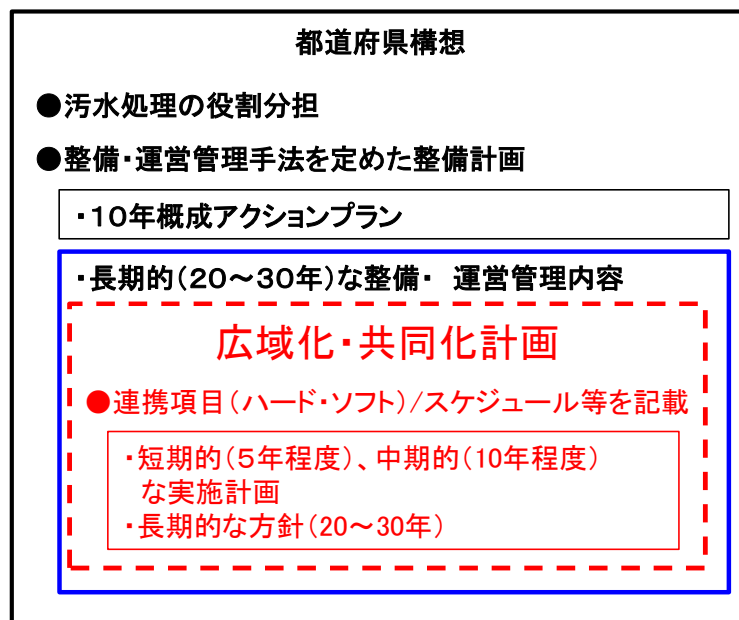 都道府県構想
●汚水処理の役割分担
●整備・運営管理手法を定めた整備計画
・１０年概成アクションプラン
・長期的（２０～３０年）な整備・ 運営管理内容
広域化・共同化計画
●連携項目（ハード・ソフト）/スケジュール等を記載
・短期的（５年程度）、中期的（10年程度）
な実施計画
・長期的な方針（20～30年）